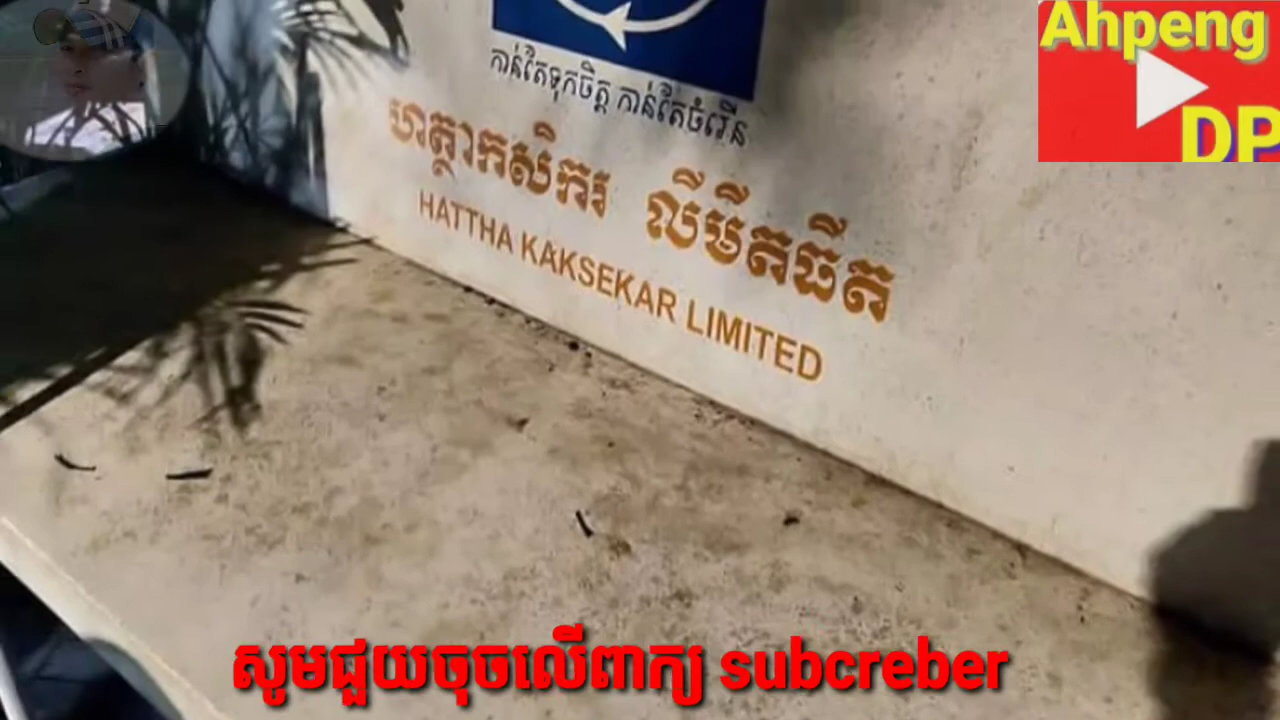 Ahpeng
DP
កាន់តែទុកចិត្ត កាន់តែចំរើន
ហត្ថាកសិករ លីមីតធីត
HATTHA KAKSEKAR LIMITED
សូមជួយចុចលើពាក្យ subcreber